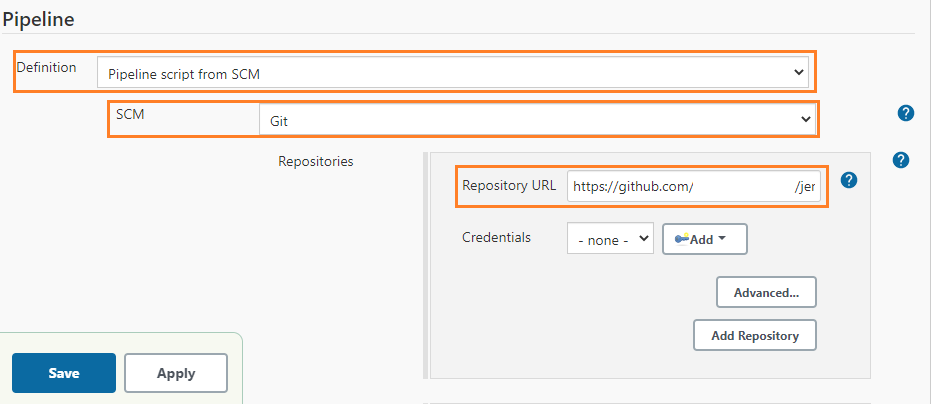 Pipeline
Definition Pipeline script from SCM
SCM Git ?
Repositories ?
Repository URL https://github.com/ /jer ?
Credentials - none - Add
Advanced...
Add Repository
Save Apply